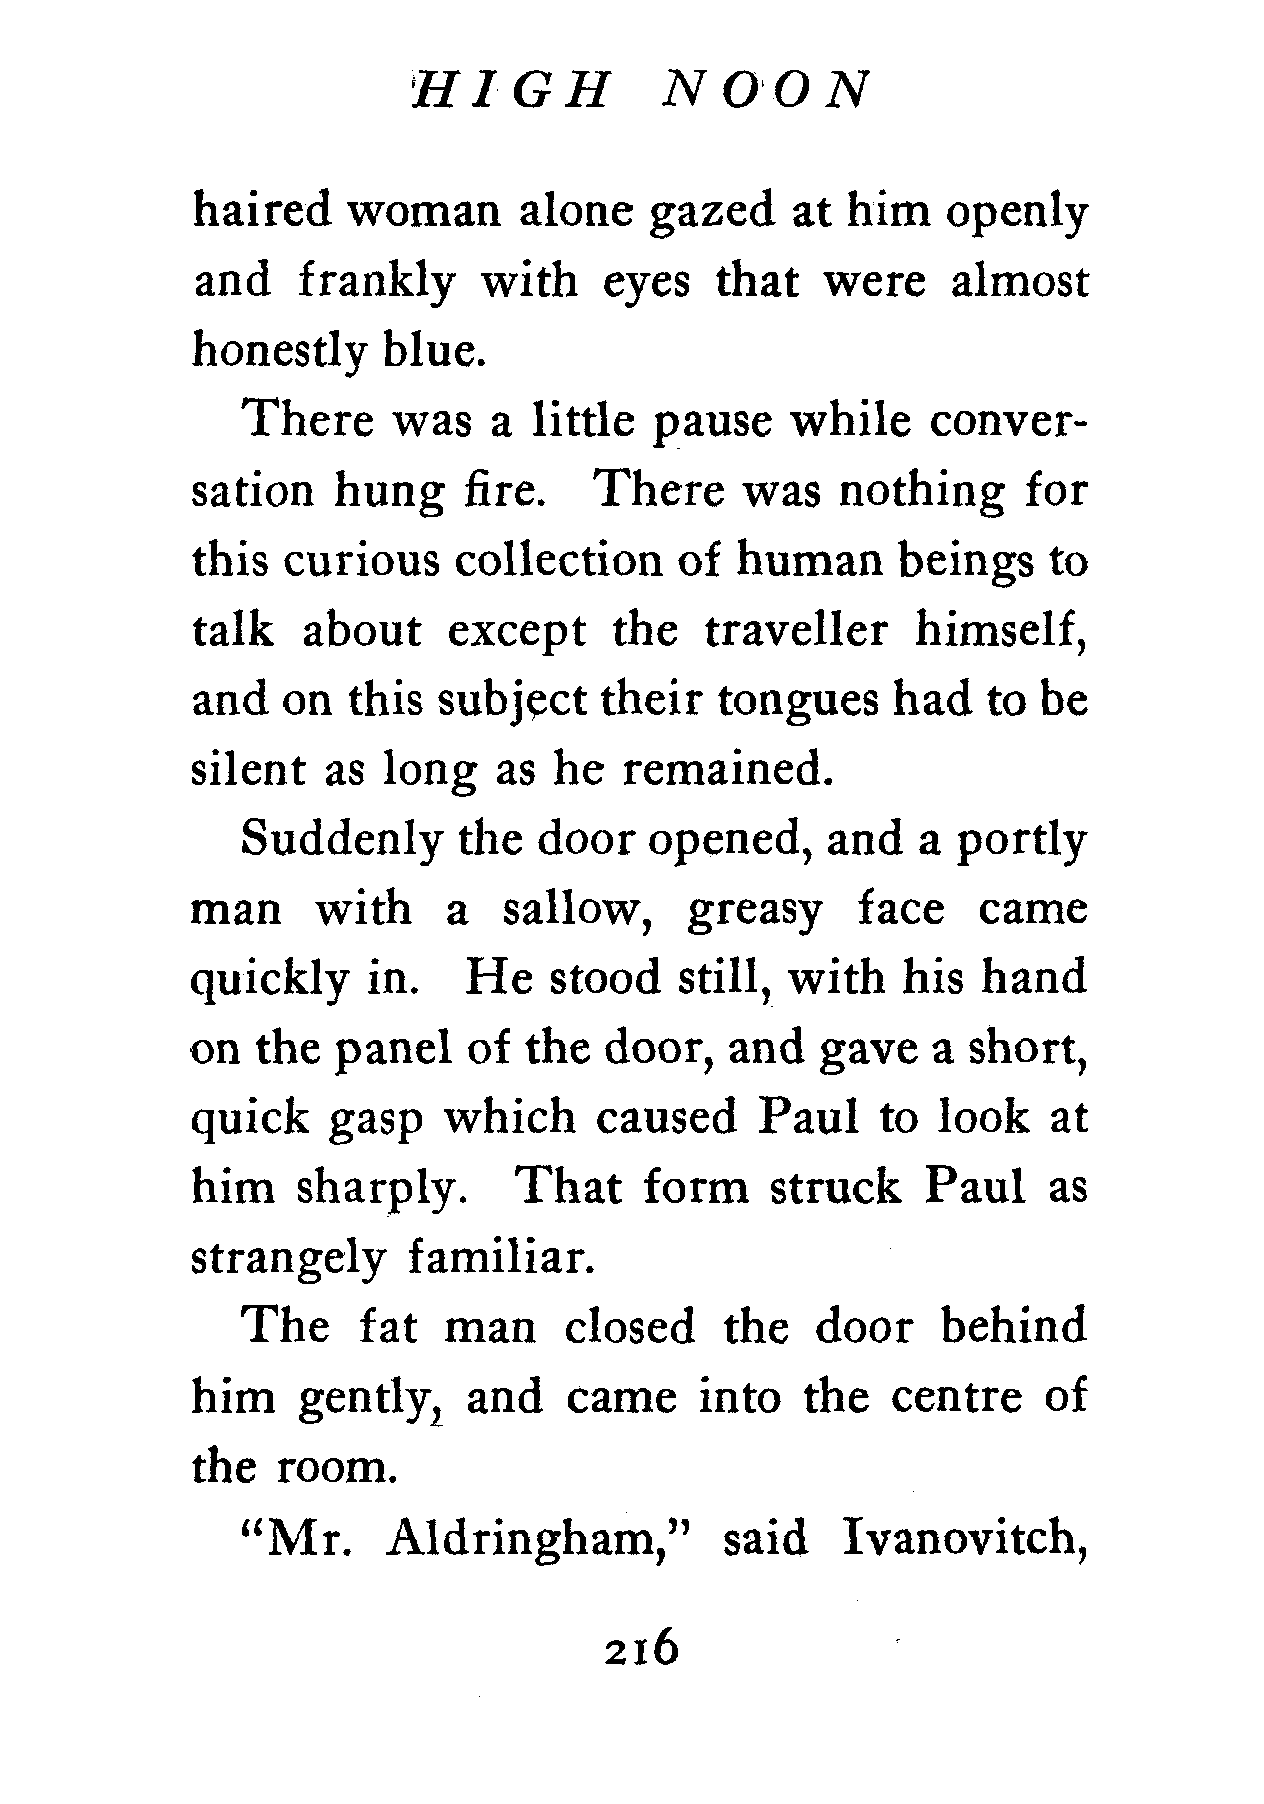 HIGH NOON
haired woman alone gazed at him openly
and frankly with eyes that were almost
honestly blue.
There was a little pause while conver-
sation hung fire. There was nothing for
this curious collection of human beings to
talk about except the traveller himself,
and on this subject their tongues had to be
silent as long as he remained.
Suddenly the door opened, and a portly
man with a sallow, greasy face came
quickly in. He stood still, with his hand
on the panel of the door, and gave a short,
quick gasp which caused Paul to look at
him sharply. That form struck Paul as
strangely familiar.
The fat man closed the door behind
him gently, and came into the centre of
the room.
"Mr. Aldringham," said Ivanovitch,
216